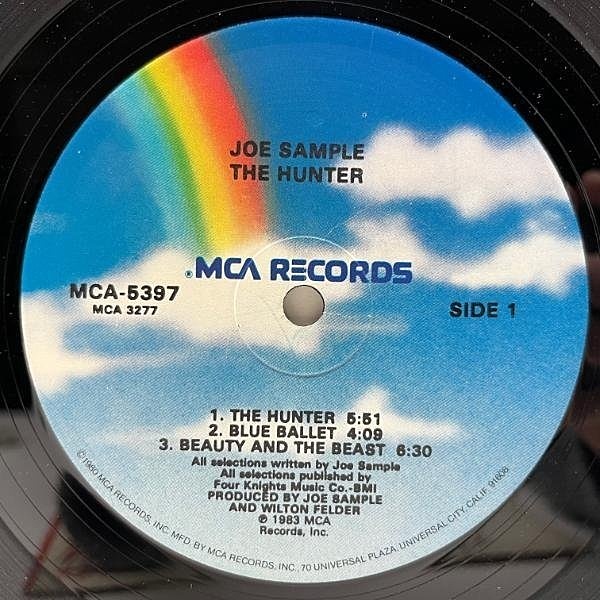 JOE SAMPLE
THE HUNTER
®MCA RECORDS
MCA-5397
MCA 3277
SIDE 1
1. THE HUNTER 5:51
2. BLUE BALLET 4:09
3. BEAUTY AND THE BEAST 6:30
All selections written by Joe Sample
All selections published by
Four Knights Music Co.-BMI
PRODUCED BY JOE SAMPLE
AND WILTON FELDER
℗ 1983 MCA
Records, Inc.
©1980 MCA RECORDS, INC. MFD. BY MCA RECORDS, INC., 70 UNIVERSAL PLAZA, UNIVERSAL CITY, CALIF. 91608